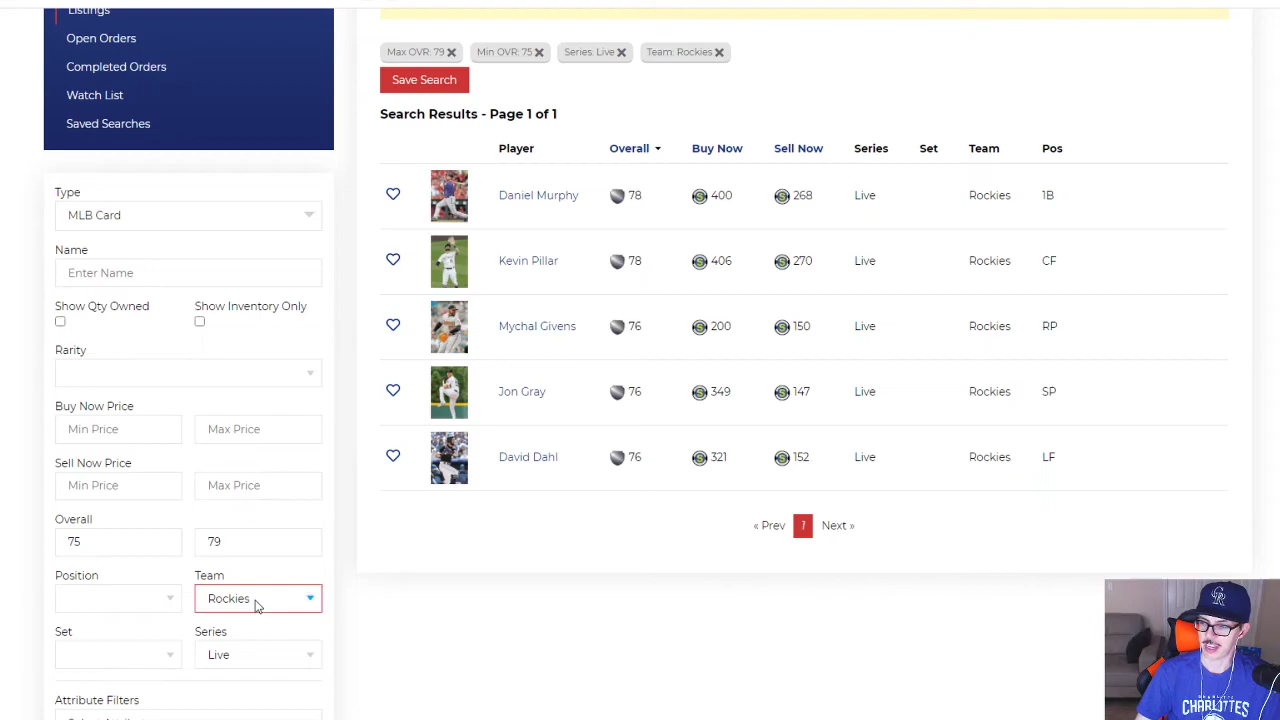 Listings
Open Orders
Completed Orders
Watch List
Saved Searches
Type
MLB Card
Name
Enter Name
Show Qty Owned Show Inventory Only
Rarity
Buy Now Price
Min Price Max Price
Sell Now Price
Min Price Max Price
Overall
75 79
Position Team
Rockies
Set Series
Live
Attribute Filters
Max OVR: 79 Min OVR: 75 Series: Live Team: Rockies
Save Search
Search Results - Page 1 of 1
Player Overall Buy Now Sell Now Series Set Team Pos
Daniel Murphy 78 400 268 Live Rockies 1B
Kevin Pillar 78 406 270 Live Rockies CF
Mychal Givens 76 200 150 Live Rockies RP
Jon Gray 76 349 147 Live Rockies SP
David Dahl 76 321 152 Live Rockies LF
« Prev 1 Next »
CR
CHARLOTTES